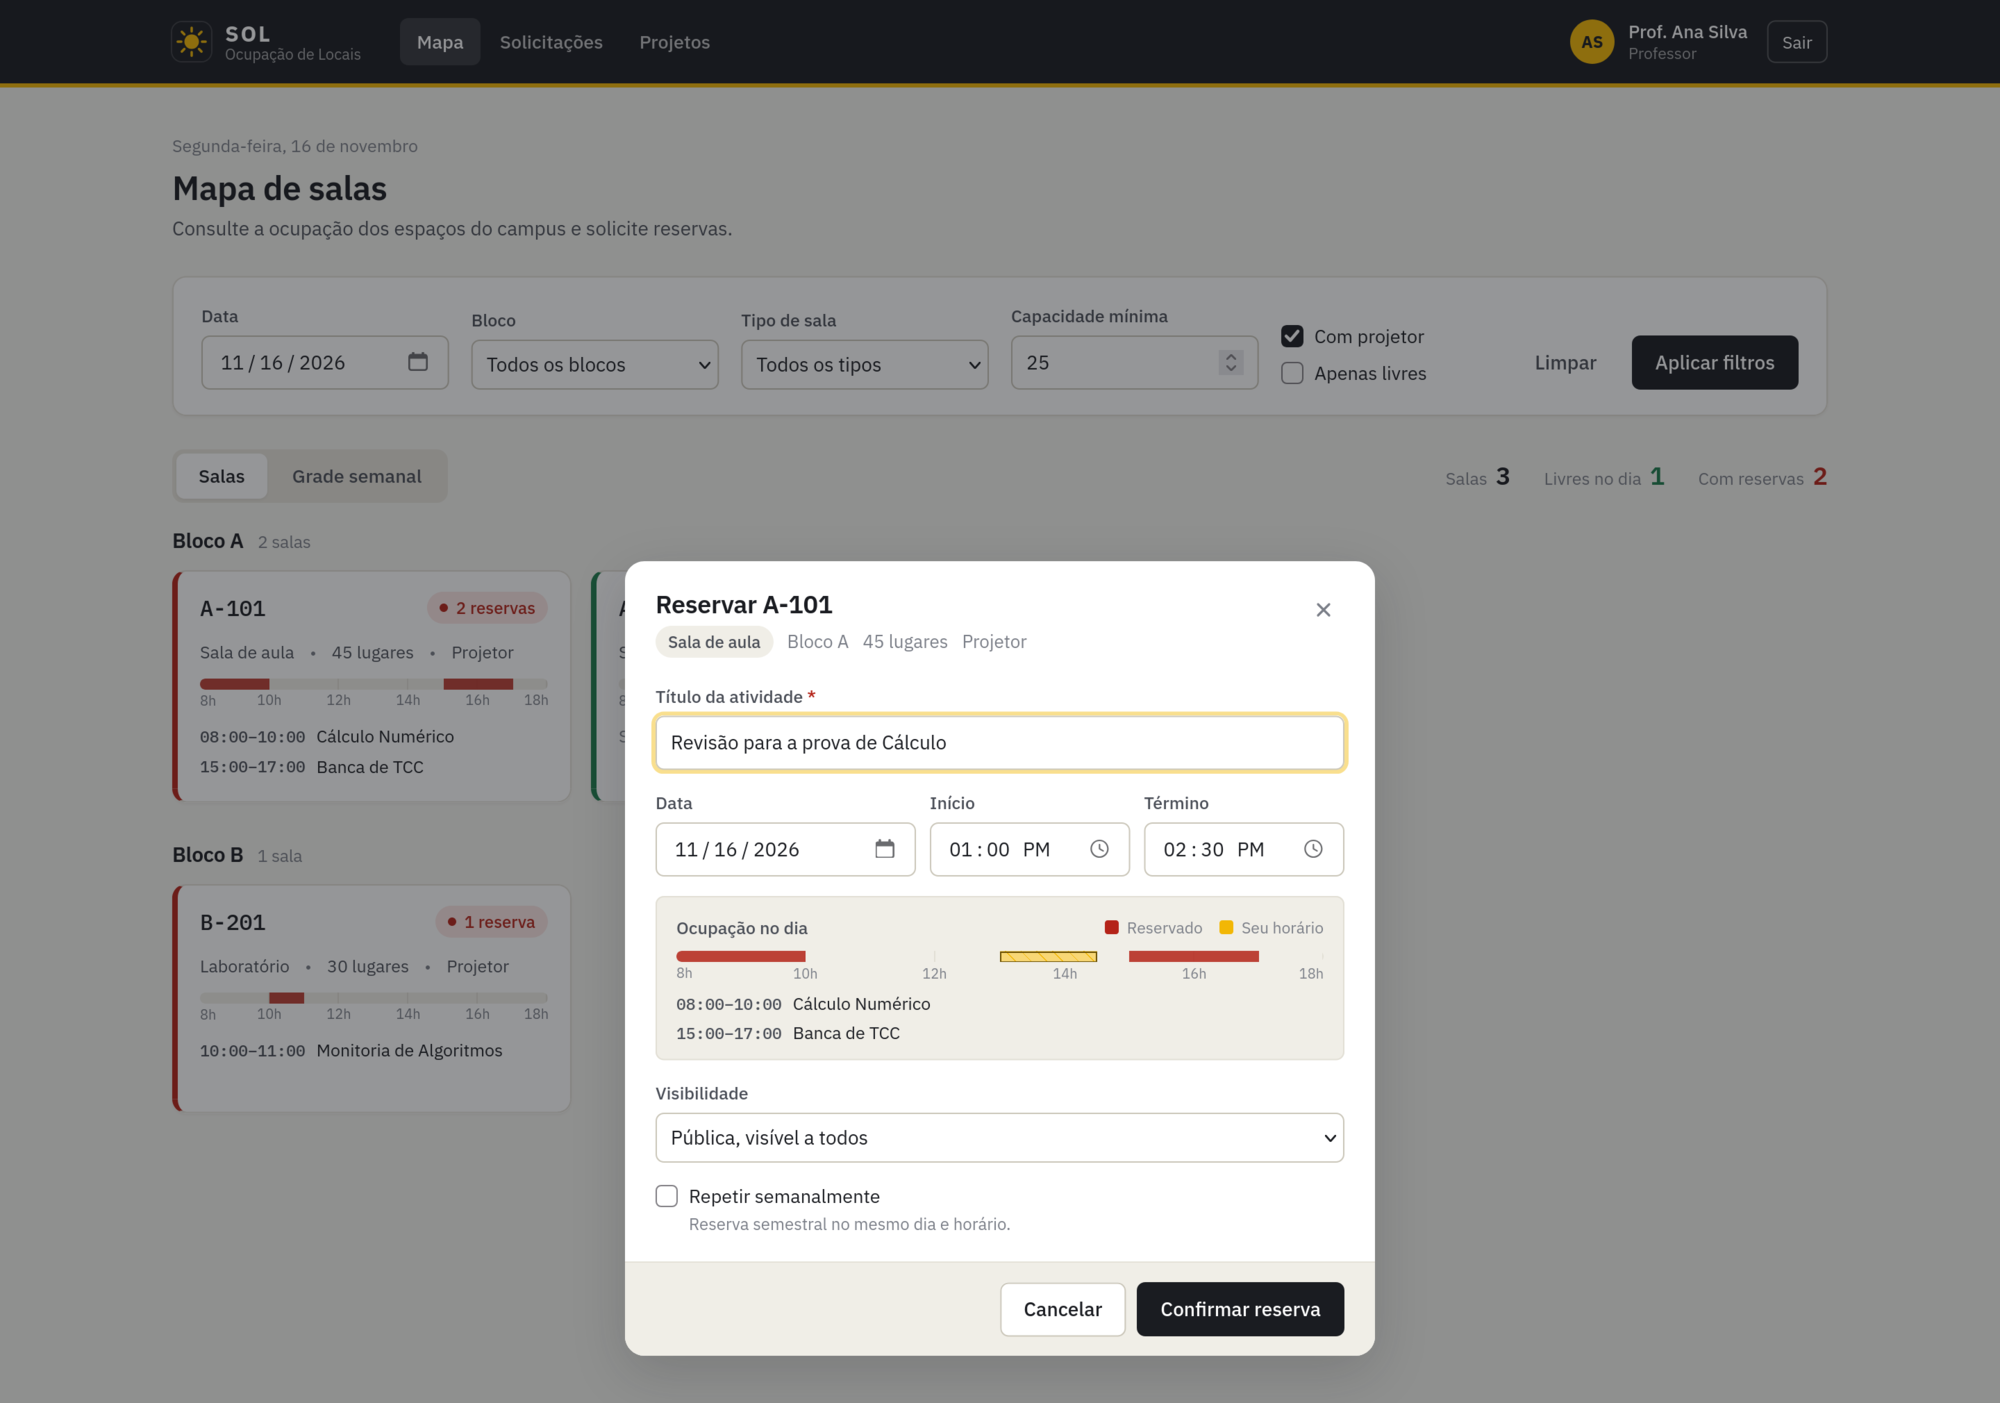 SOL
Ocupação de Locais
Mapa
Solicitações
Projetos
AS
Prof. Ana Silva
Professor
Sair
Segunda-feira, 16 de novembro
Mapa de salas
Consulte a ocupação dos espaços do campus e solicite reservas.
Data
Bloco
Tipo de sala
Capacidade mínima
11/16/2026
Todos os blocos
Todos os tipos
25
Com projetor
Apenas livres
Limpar
Aplicar filtros
Salas
Grade semanal
Salas 3
Livres no dia 1
Com reservas 2
Bloco A 2 salas
A-101
2 reservas
Sala de aula • 45 lugares • Projetor
8h 10h 12h 14h 16h 18h
08:00–10:00 Cálculo Numérico
15:00–17:00 Banca de TCC
Bloco B 1 sala
B-201
1 reserva
Laboratório • 30 lugares • Projetor
8h 10h 12h 14h 16h 18h
10:00–11:00 Monitoria de Algoritmos
Reservar A-101
Sala de aula Bloco A 45 lugares Projetor
Título da atividade *
Revisão para a prova de Cálculo
Data
Início
Término
11/16/2026
01:00 PM
02:30 PM
Ocupação no dia
Reservado
Seu horário
8h 10h 12h 14h 16h 18h
08:00–10:00 Cálculo Numérico
15:00–17:00 Banca de TCC
Visibilidade
Pública, visível a todos
Repetir semanalmente
Reserva semestral no mesmo dia e horário.
Cancelar
Confirmar reserva